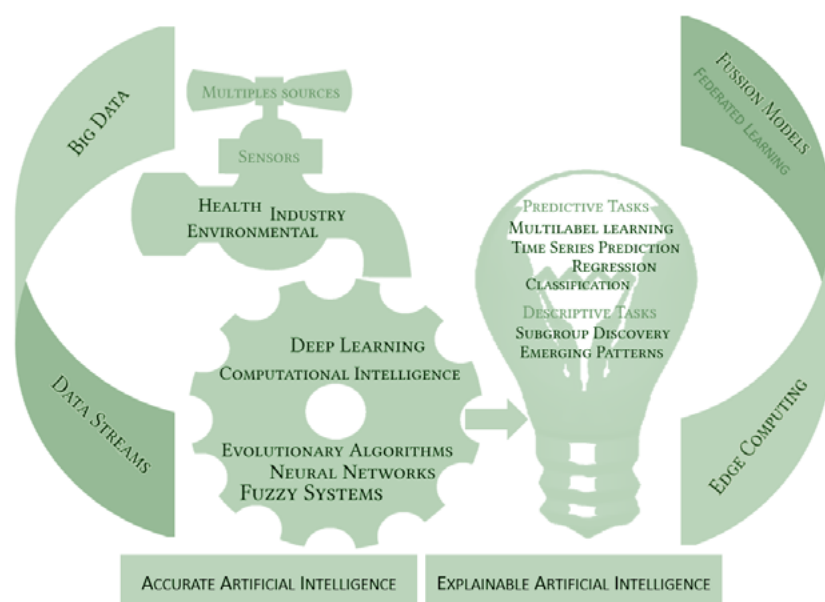 Big Data
Data Streams
Multiples sources
Sensors
Health
Industry
Environmental
Deep Learning
Computational Intelligence
Evolutionary Algorithms
Neural Networks
Fuzzy Systems
Predictive Tasks
Multilabel learning
Time Series Prediction
Regression
Classification
Descriptive Tasks
Subgroup Discovery
Emerging Patterns
Fussion Models
Federated Learning
Edge Computing
Accurate Artificial Intelligence
Explainable Artificial Intelligence